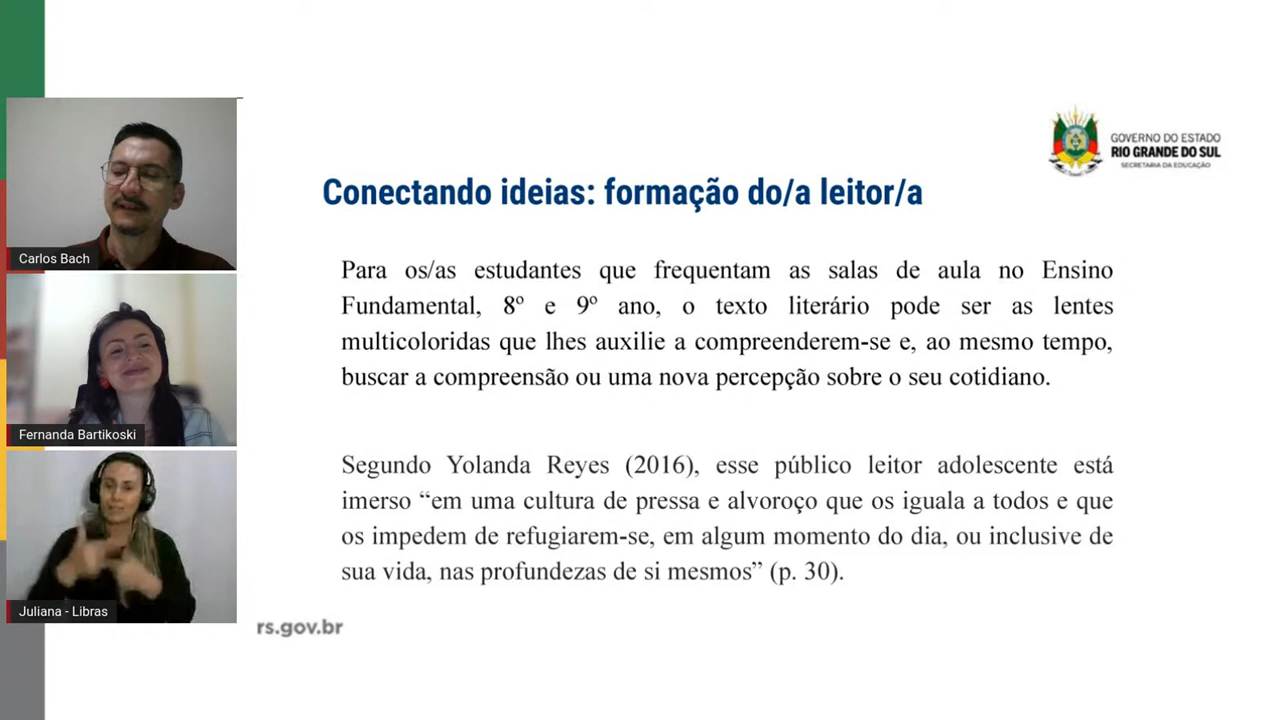 GOVERNO DO ESTADO
RIO GRANDE DO SUL
SECRETARIA DA EDUCAÇÃO
Conectando ideias: formação do/a leitor/a
Para os/as estudantes que frequentam as salas de aula no Ensino
Fundamental, 8º e 9º ano, o texto literário pode ser as lentes
multicoloridas que lhes auxilie a compreenderem-se e, ao mesmo tempo,
buscar a compreensão ou uma nova percepção sobre o seu cotidiano.
Segundo Yolanda Reyes (2016), esse público leitor adolescente está
imerso “em uma cultura de pressa e alvoroço que os iguala a todos e que
os impedem de refugiarem-se, em algum momento do dia, ou inclusive de
sua vida, nas profundezas de si mesmos” (p. 30).
Carlos Bach
Fernanda Bartikoski
Juliana - Libras
rs.gov.br